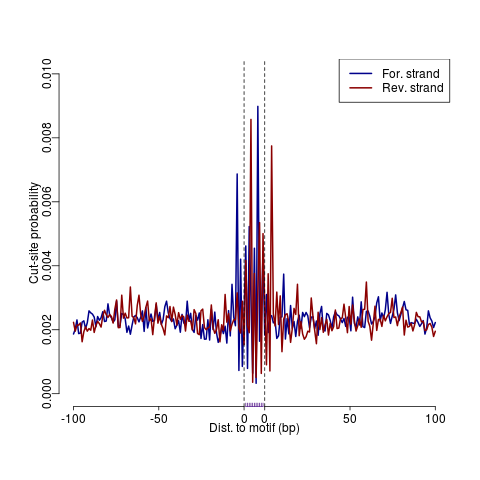 For. strand
Rev. strand
0.010
0.008
0.006
0.004
0.002
0.000
Cut-site probability
-100 -50 0 0 50 100
Dist. to motif (bp)